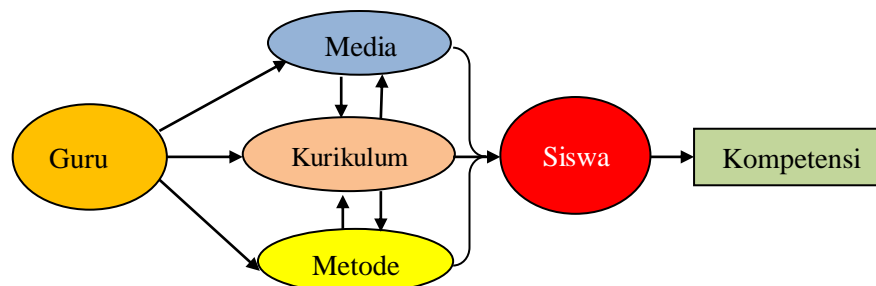 Media
Guru
Kurikulum
Siswa
Kompetensi
Metode